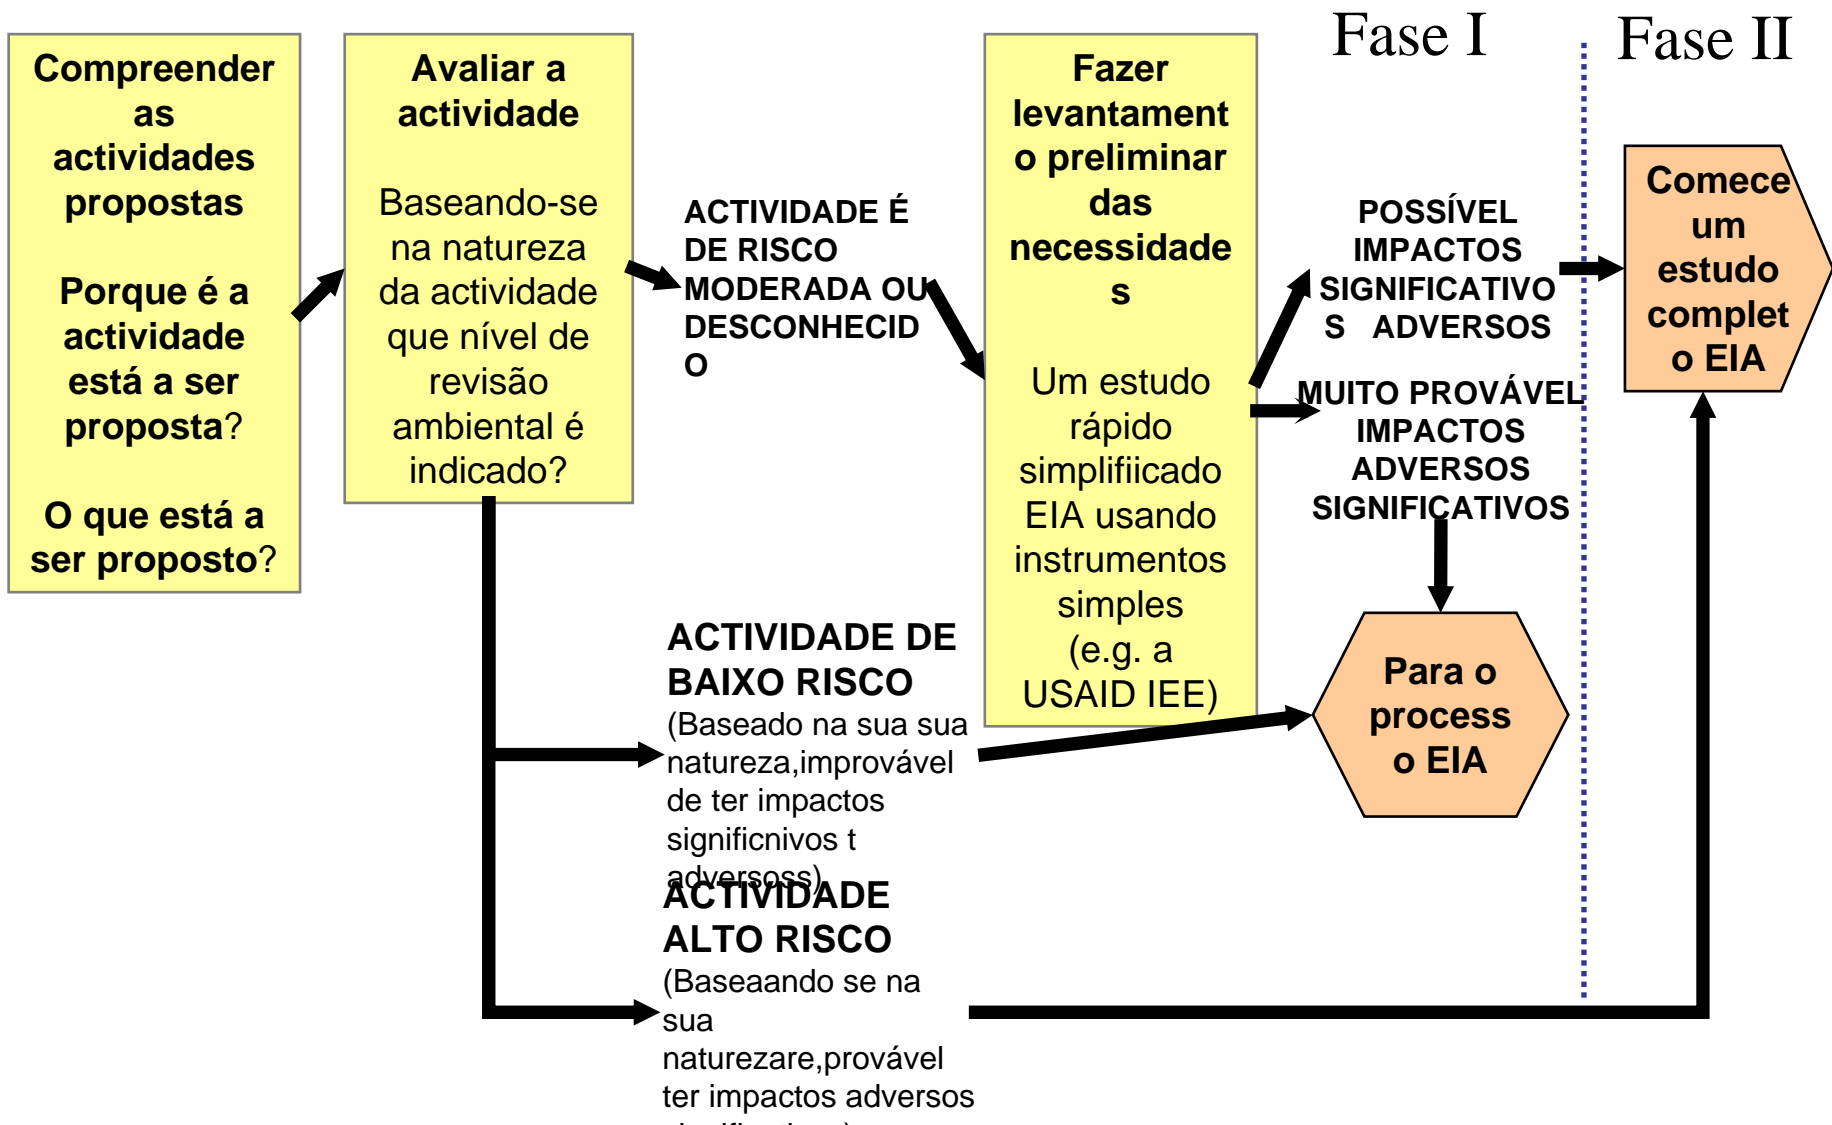 Fase I
Fase II
Compreender
as
actividades
propostas
Porque é a
actividade
está a ser
proposta?
O que está a
ser proposto?
Avaliar a
actividade
Baseando-se
na natureza
da actividade
que nível de
revisão
ambiental é
indicado?
ACTIVIDADE É
DE RISCO
MODERADA OU
DESCONHECID
O
Fazer
levantament
o preliminar
das
necessidade
s
Um estudo
rápido
simplifiicado
EIA usando
instrumentos
simples
(e.g. a
USAID IEE)
POSSÍVEL
IMPACTOS
SIGNIFICATIVO
S ADVERSOS
MUITO PROVÁVEL
IMPACTOS
ADVERSOS
SIGNIFICATIVOS
Comece
um
estudo
complet
o EIA
Para o
process
o EIA
ACTIVIDADE DE
BAIXO RISCO
(Baseado na sua sua
natureza,improvável
de ter impactos
significnivos t
adversoss)
ACTIVIDADE
ALTO RISCO
(Baseaando se na
sua
naturezare,provável
ter impactos adversos